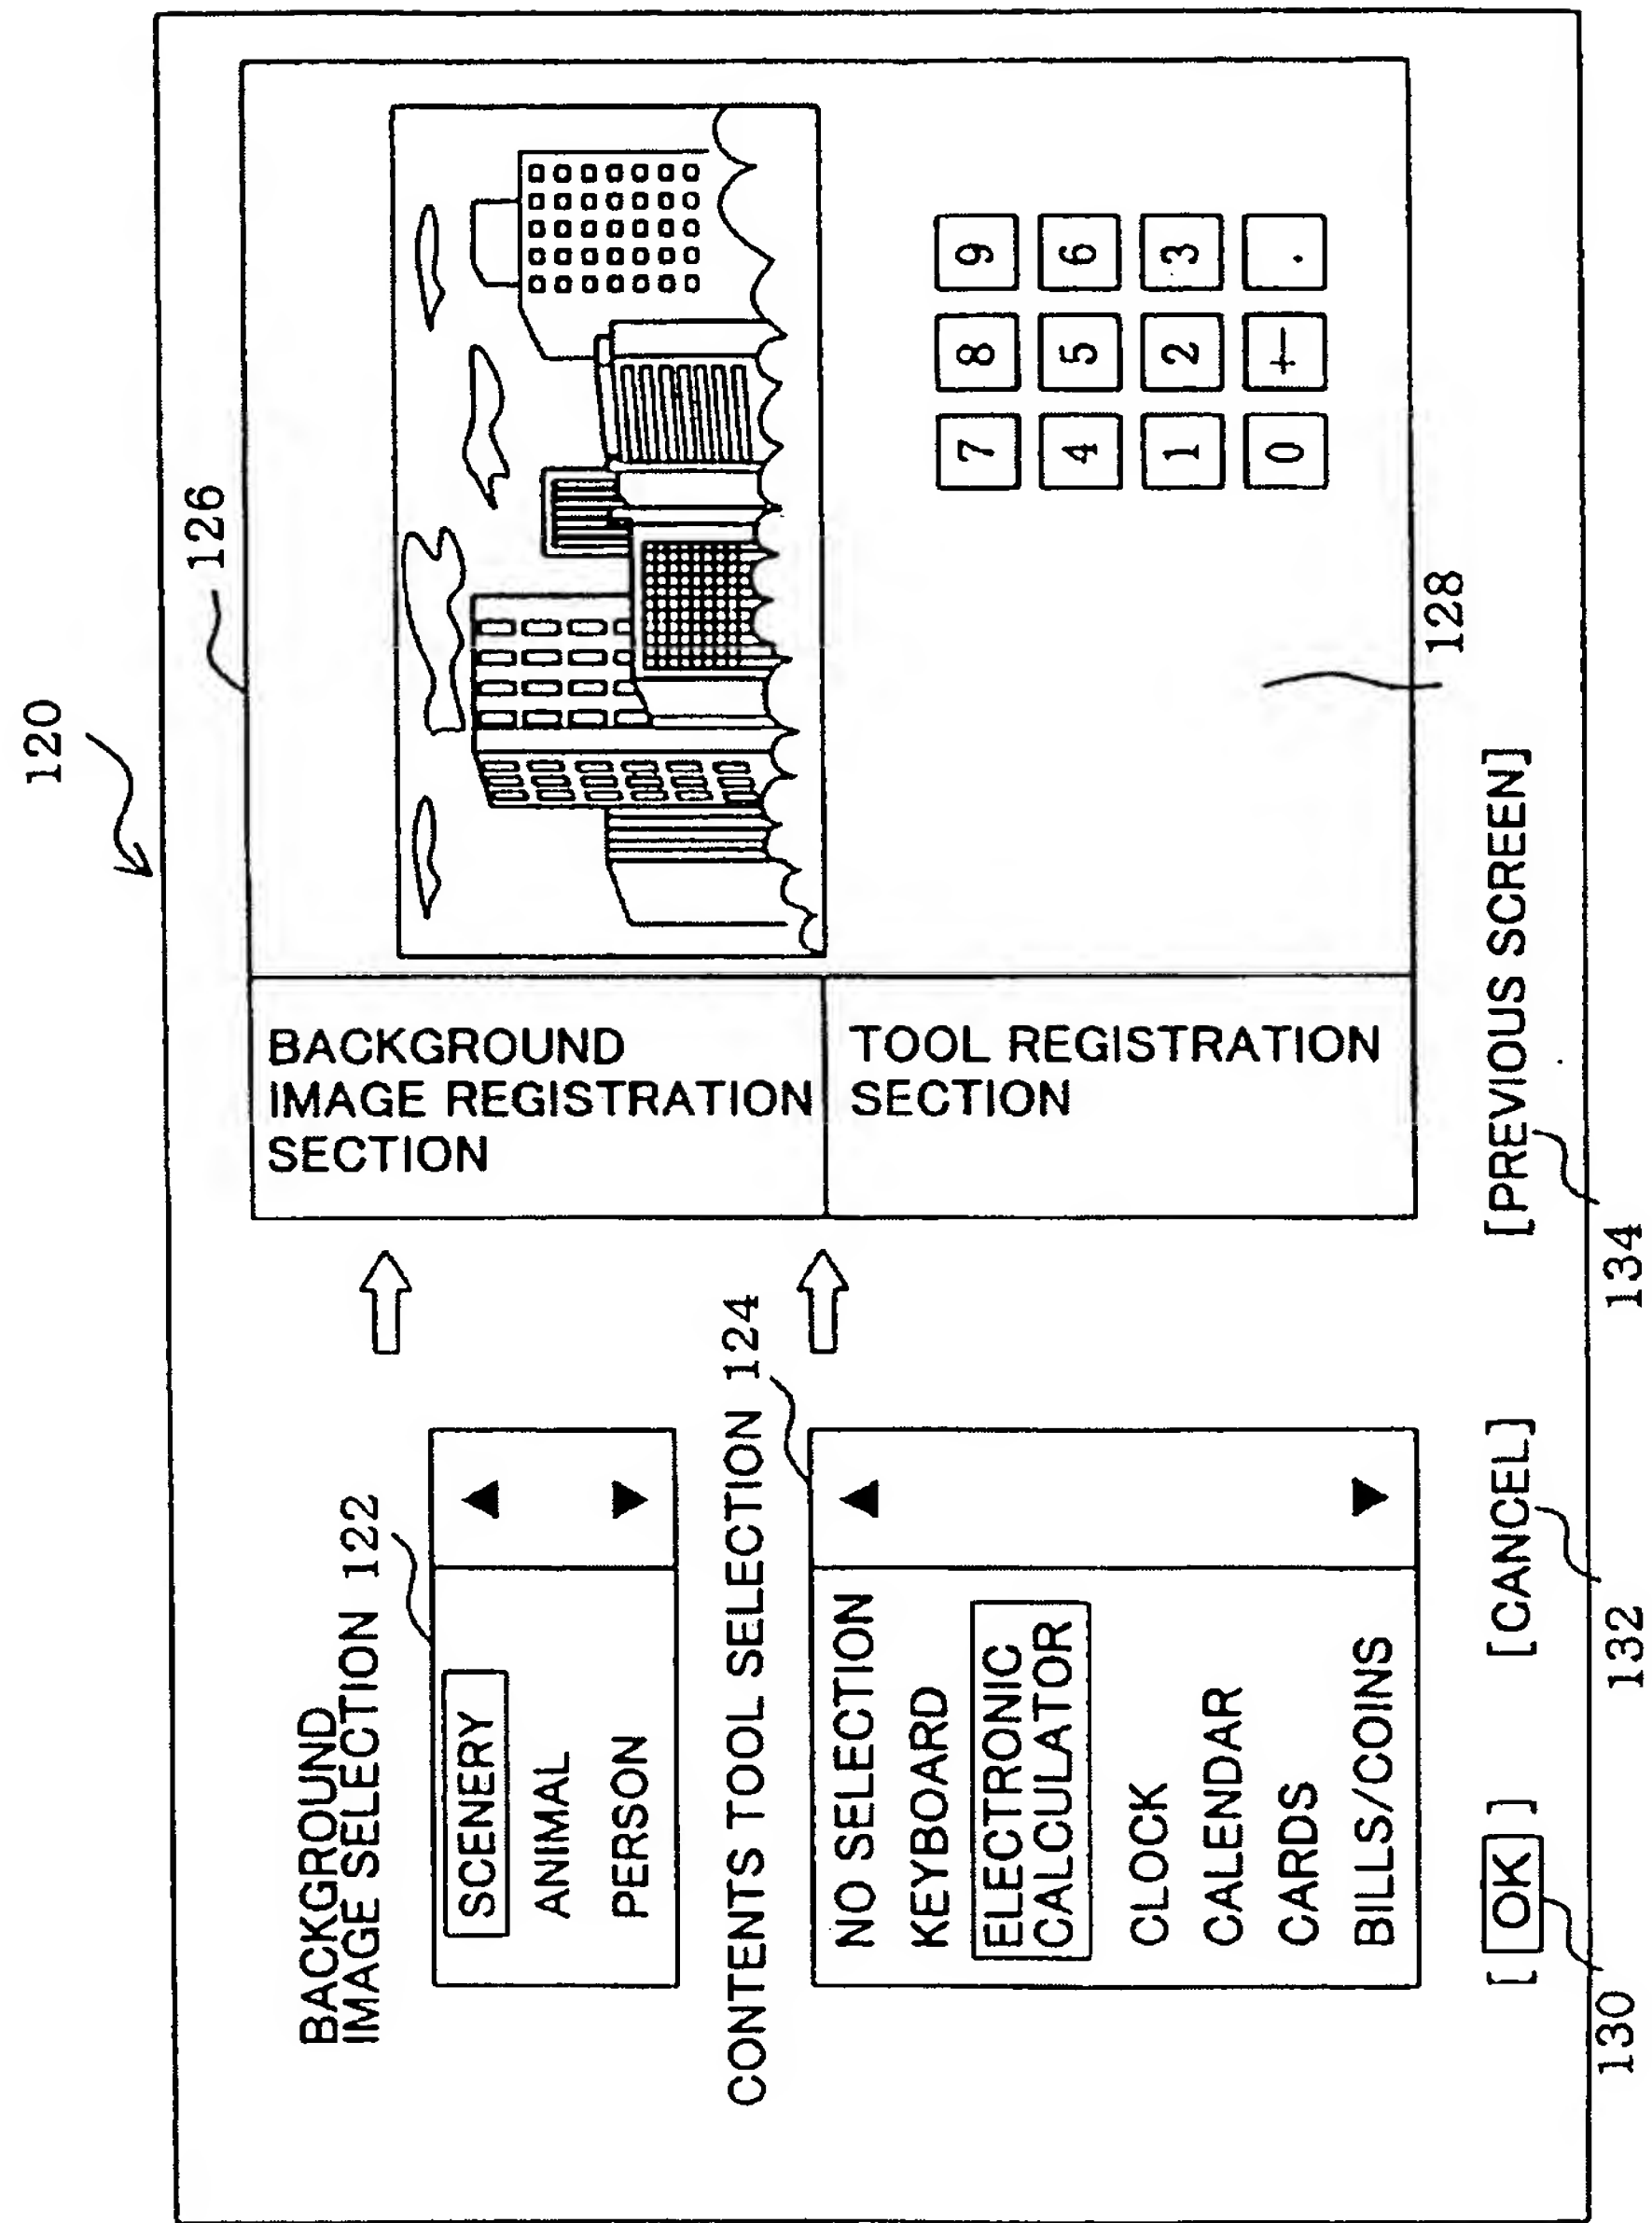 120
BACKGROUND
IMAGE SELECTION 122
SCENERY
ANIMAL
PERSON
CONTENTS TOOL SELECTION 124
NO SELECTION
KEYBOARD
ELECTRONIC
CALCULATOR
CLOCK
CALENDAR
CARDS
BILLS/COINS
126
BACKGROUND
IMAGE REGISTRATION
SECTION
TOOL REGISTRATION
SECTION
7 8 9
4 5 6
1 2 3
0 + .
128
[OK] [CANCEL] [PREVIOUS SCREEN]
130 132 134